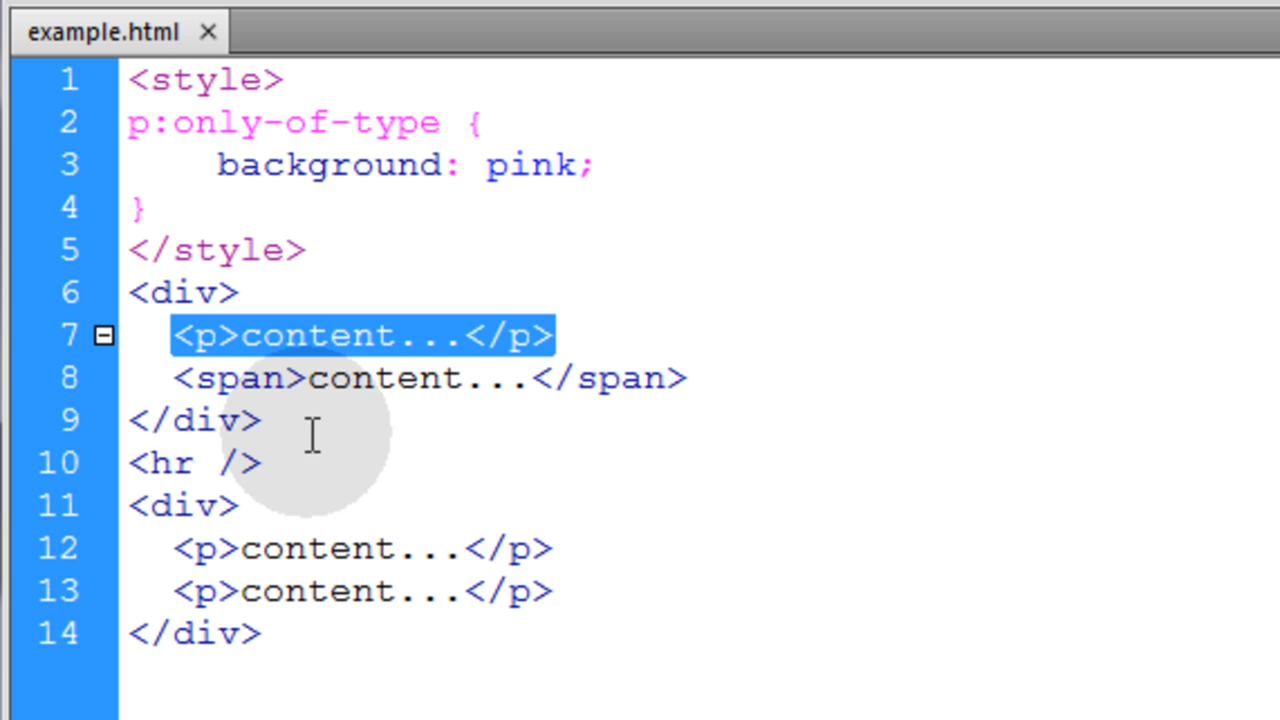 example.html ×
1 <style>
2 p:only-of-type {
3     background: pink;
4 }
5 </style>
6 <div>
7   <p>content...</p>
8   <span>content...</span>
9 </div>
10 <hr />
11 <div>
12   <p>content...</p>
13   <p>content...</p>
14 </div>